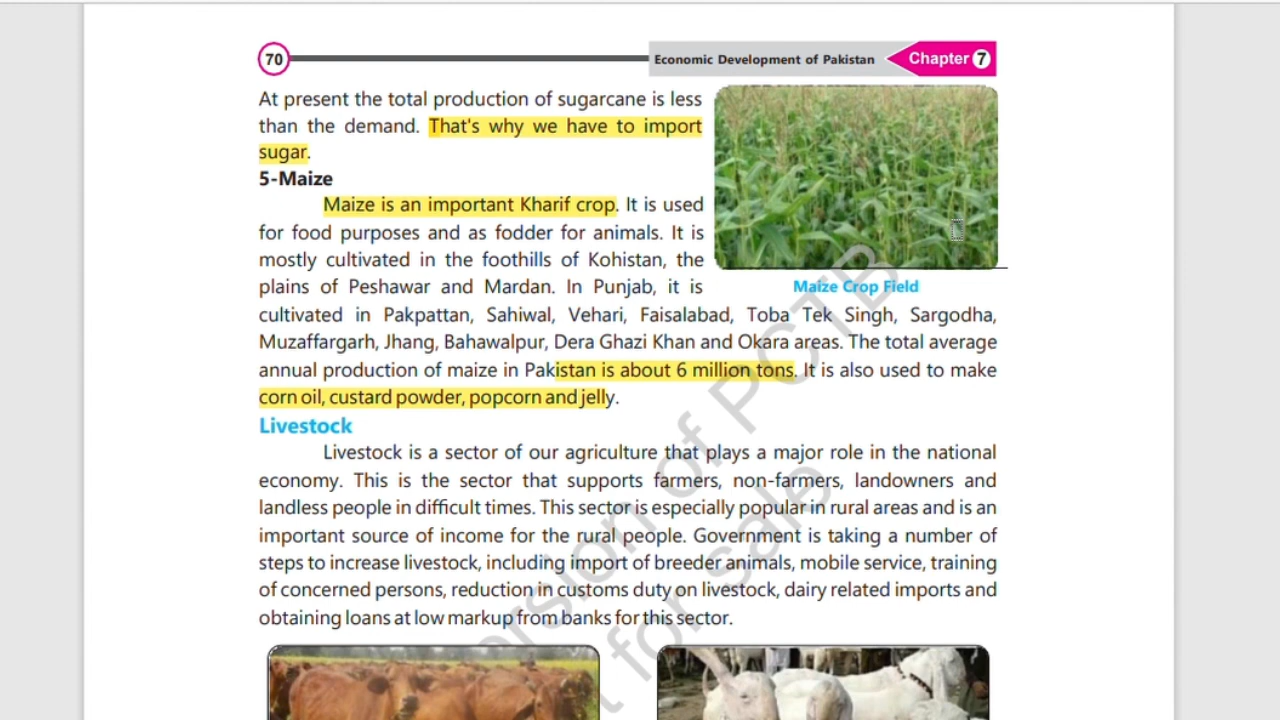 70
Economic Development of Pakistan
Chapter 7
At present the total production of sugarcane is less
than the demand. That's why we have to import
sugar.
5-Maize
Maize is an important Kharif crop. It is used
for food purposes and as fodder for animals. It is
mostly cultivated in the foothills of Kohistan, the
plains of Peshawar and Mardan. In Punjab, it is
Maize Crop Field
cultivated in Pakpattan, Sahiwal, Vehari, Faisalabad, Toba Tek Singh, Sargodha,
Muzaffargarh, Jhang, Bahawalpur, Dera Ghazi Khan and Okara areas. The total average
annual production of maize in Pakistan is about 6 million tons. It is also used to make
corn oil, custard powder, popcorn and jelly.
Livestock
Livestock is a sector of our agriculture that plays a major role in the national
economy. This is the sector that supports farmers, non-farmers, landowners and
landless people in difficult times. This sector is especially popular in rural areas and is an
important source of income for the rural people. Government is taking a number of
steps to increase livestock, including import of breeder animals, mobile service, training
of concerned persons, reduction in customs duty on livestock, dairy related imports and
obtaining loans at low markup from banks for this sector.
of PCTB
for sale